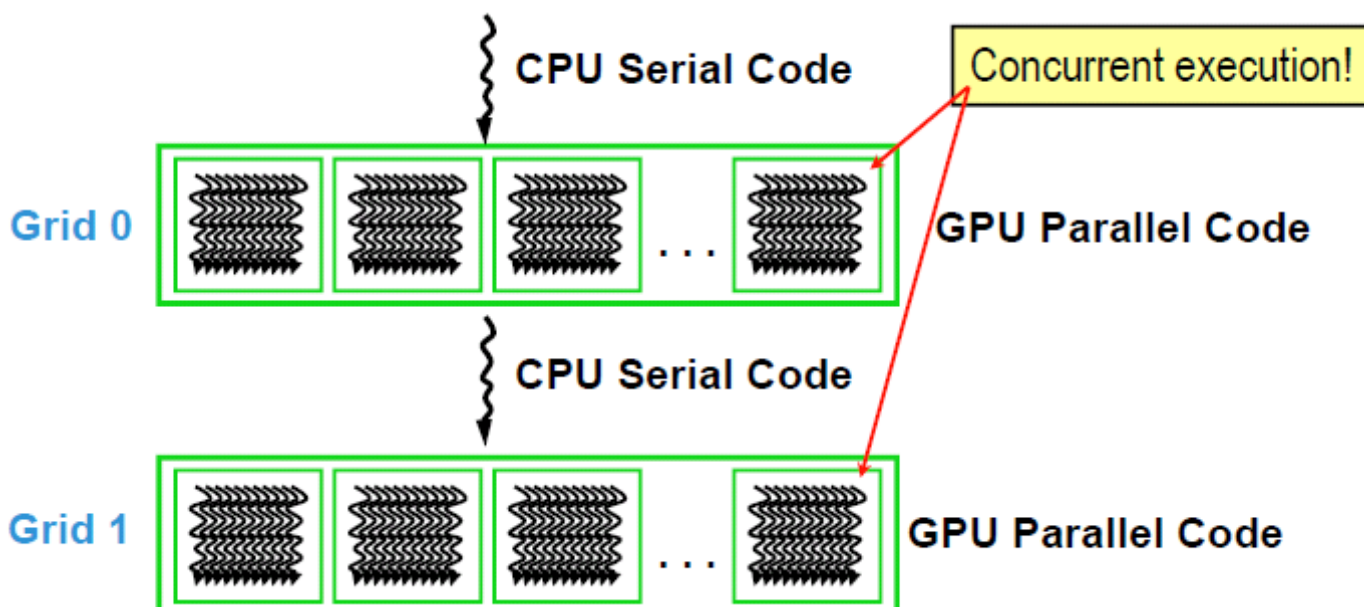 CPU Serial Code
Concurrent execution!
Grid 0
. . .
GPU Parallel Code
CPU Serial Code
Grid 1
. . .
GPU Parallel Code